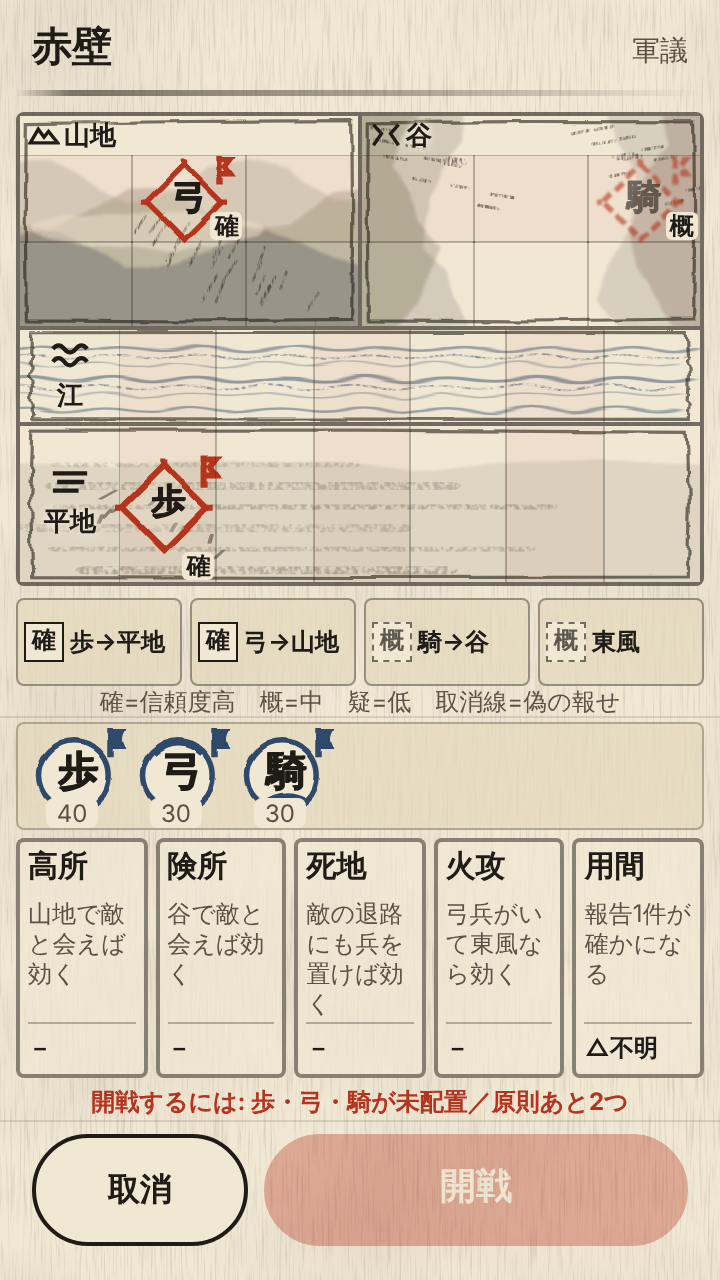 赤壁
軍議
山地
谷
弓
確
騎
概
江
平地
歩
確
確 歩→平地
確 弓→山地
概 騎→谷
概 東風
確=信頼度高 概=中 疑=低 取消線=偽の報せ
歩
40
弓
30
騎
30
高所
山地で敵
と会えば
効く
–
険所
谷で敵と
会えば効
く
–
死地
敵の退路
にも兵を
置けば効
く
–
火攻
弓兵がい
て東風な
ら効く
–
用間
報告1件が
確かにな
る
△不明
開戦するには: 歩・弓・騎が未配置／原則あと2つ
取消
開戦